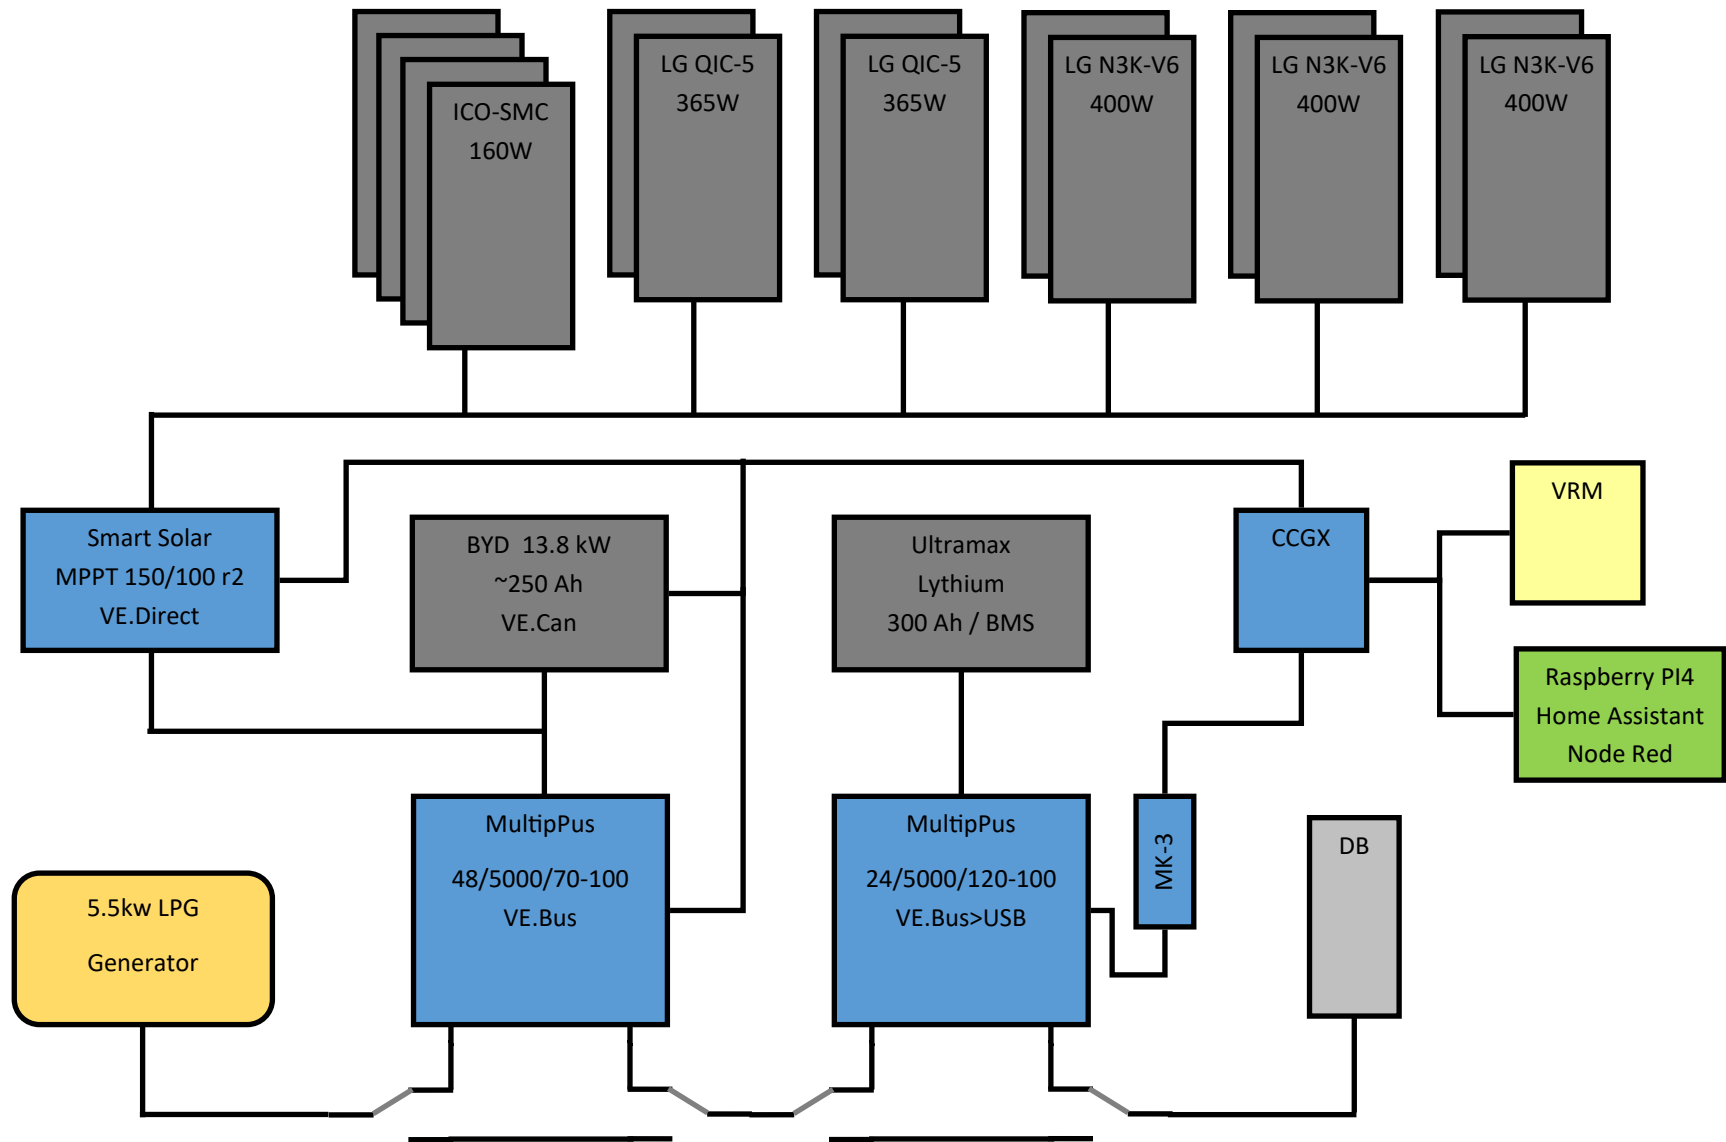 ICO-SMC
160W
LG QIC-5
365W
LG QIC-5
365W
LG N3K-V6
400W
LG N3K-V6
400W
LG N3K-V6
400W
Smart Solar
MPPT 150/100 r2
VE.Direct
BYD 13.8 kW
~250 Ah
VE.Can
Ultramax
Lythium
300 Ah / BMS
CCGX
VRM
Raspberry PI4
Home Assistant
Node Red
5.5kw LPG
Generator
MultipPus
48/5000/70-100
VE.Bus
MultipPus
24/5000/120-100
VE.Bus>USB
MK-3
DB